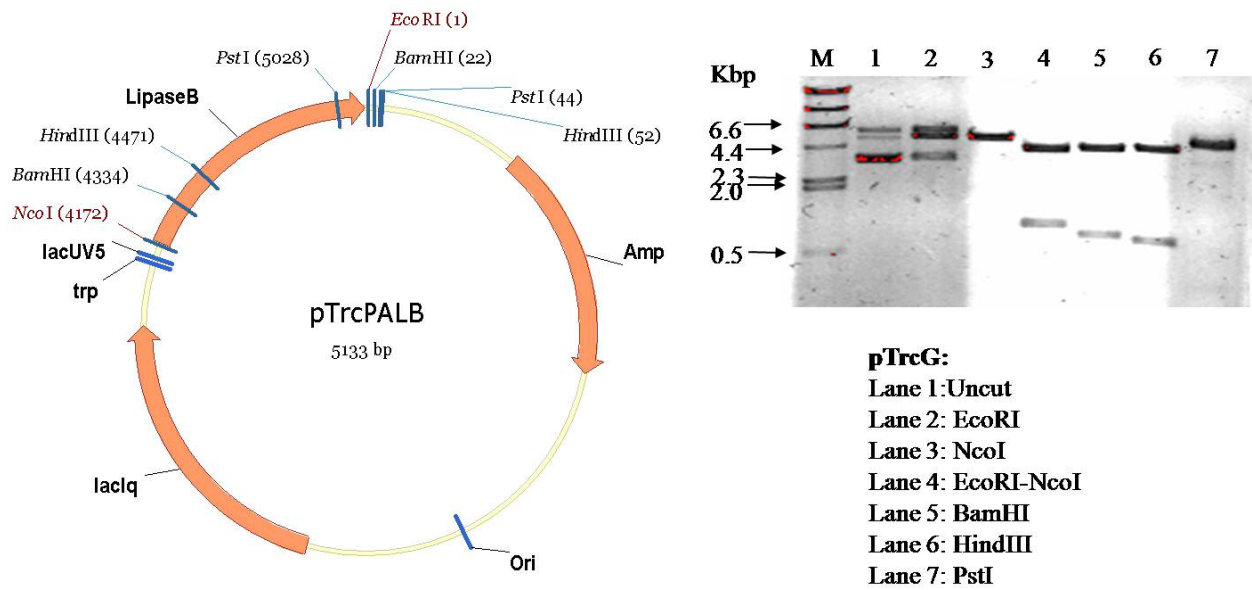 EcoRI (1)
BamHI (22)
PstI (5028)
LipaseB
PstI (44)
HindIII (52)
HindIII (4471)
BamHI (4334)
NcoI (4172)
lacUV5
trp
Amp
pTrcPALB
5133 bp
lacIq
Ori
M 1 2 3 4 5 6 7
Kbp
6.6
4.4
2.3
2.0
0.5
pTrcG:
Lane 1:Uncut
Lane 2: EcoRI
Lane 3: NcoI
Lane 4: EcoRI-NcoI
Lane 5: BamHI
Lane 6: HindIII
Lane 7: PstI